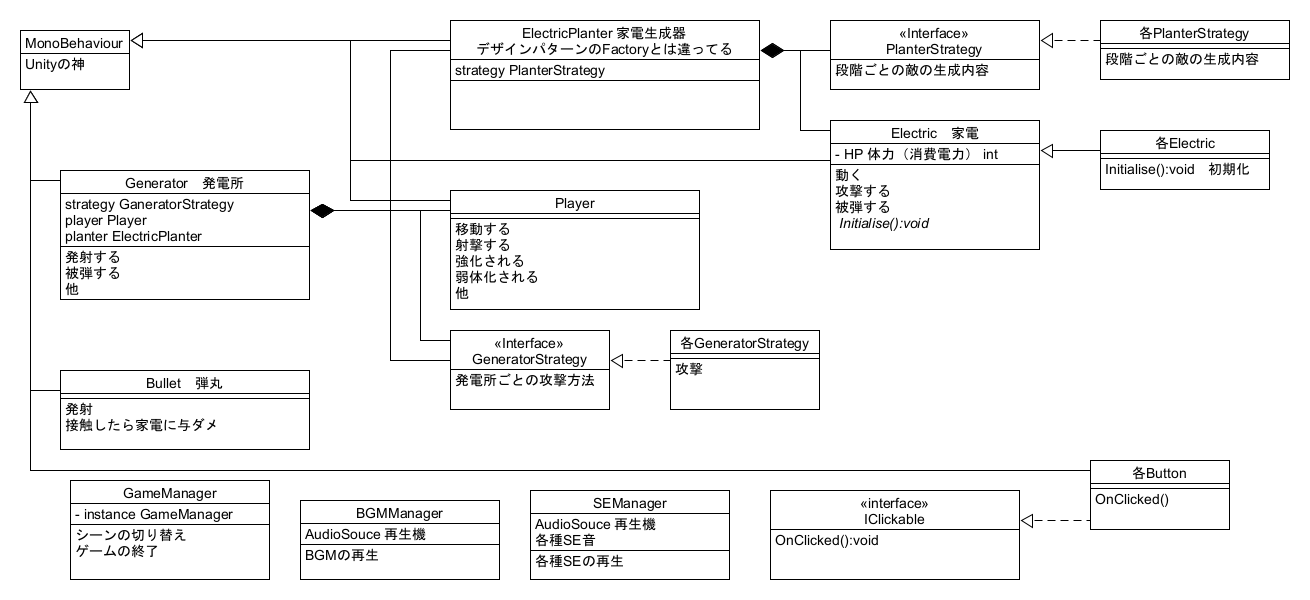 MonoBehaviour
Unityの神
ElectricPlanter 家電生成器
デザインパターンのFactoryとは違ってる
strategy PlanterStrategy
«Interface»
PlanterStrategy
段階ごとの敵の生成内容
各PlanterStrategy
段階ごとの敵の生成内容
Electric　家電
- HP 体力（消費電力） int
動く
攻撃する
被弾する
Initialise():void
各Electric
Initialise():void　初期化
Generator　発電所
strategy GaneratorStrategy
player Player
planter ElectricPlanter
発射する
被弾する
他
Player
移動する
射撃する
強化される
弱体化される
他
«Interface»
GeneratorStrategy
発電所ごとの攻撃方法
各GeneratorStrategy
攻撃
Bullet　弾丸
発射
接触したら家電に与ダメ
各Button
OnClicked()
GameManager
- instance GameManager
シーンの切り替え
ゲームの終了
BGMManager
AudioSouce 再生機
BGMの再生
SEManager
AudioSouce 再生機
各種SE音
各種SEの再生
«interface»
IClickable
OnClicked():void